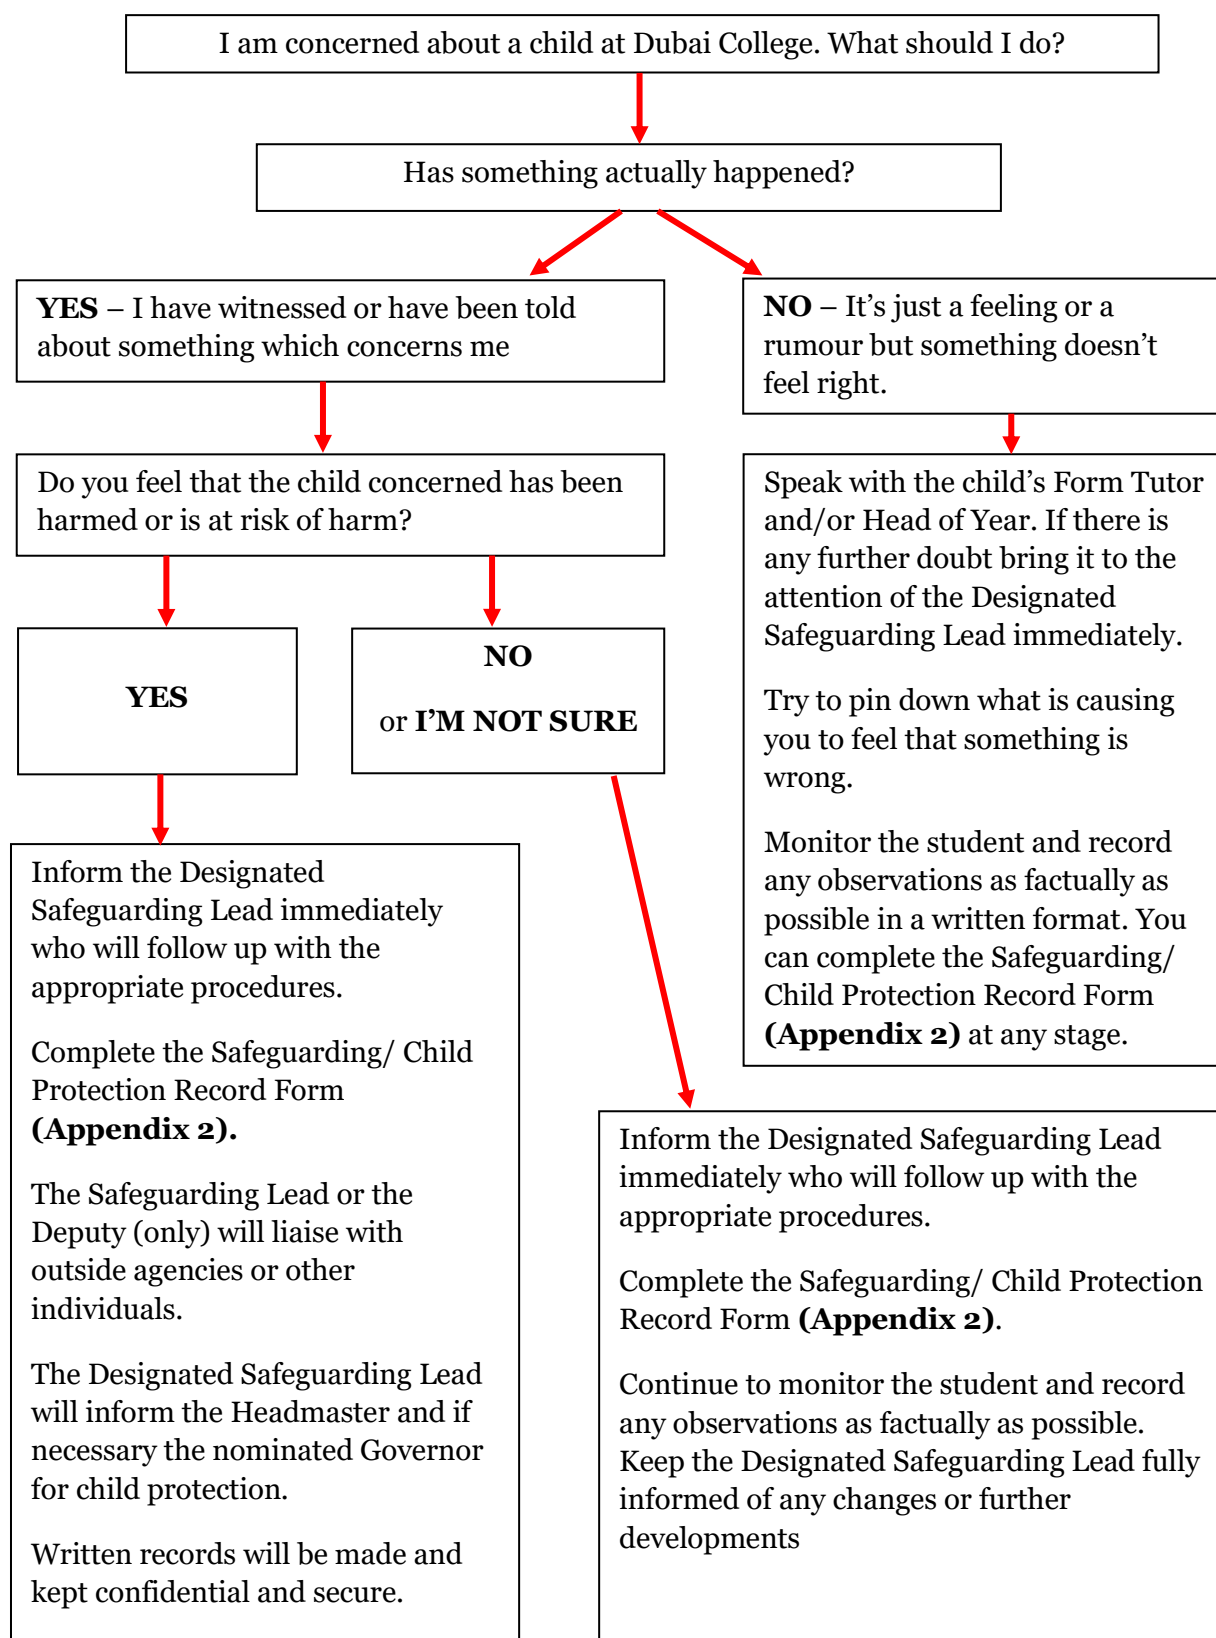 I am concerned about a child at Dubai College. What should I do?
Has something actually happened?
YES – I have witnessed or have been told
about something which concerns me
NO – It’s just a feeling or a
rumour but something doesn’t
feel right.
Do you feel that the child concerned has been
harmed or is at risk of harm?
YES
NO
or I’M NOT SURE
Speak with the child’s Form Tutor
and/or Head of Year. If there is
any further doubt bring it to the
attention of the Designated
Safeguarding Lead immediately.
Try to pin down what is causing
you to feel that something is
wrong.
Monitor the student and record
any observations as factually as
possible in a written format. You
can complete the Safeguarding/
Child Protection Record Form
(Appendix 2) at any stage.
Inform the Designated
Safeguarding Lead immediately
who will follow up with the
appropriate procedures.
Complete the Safeguarding/ Child
Protection Record Form
(Appendix 2).
The Safeguarding Lead or the
Deputy (only) will liaise with
outside agencies or other
individuals.
The Designated Safeguarding Lead
will inform the Headmaster and if
necessary the nominated Governor
for child protection.
Written records will be made and
kept confidential and secure.
Inform the Designated Safeguarding Lead
immediately who will follow up with the
appropriate procedures.
Complete the Safeguarding/ Child Protection
Record Form (Appendix 2).
Continue to monitor the student and record
any observations as factually as possible.
Keep the Designated Safeguarding Lead fully
informed of any changes or further
developments